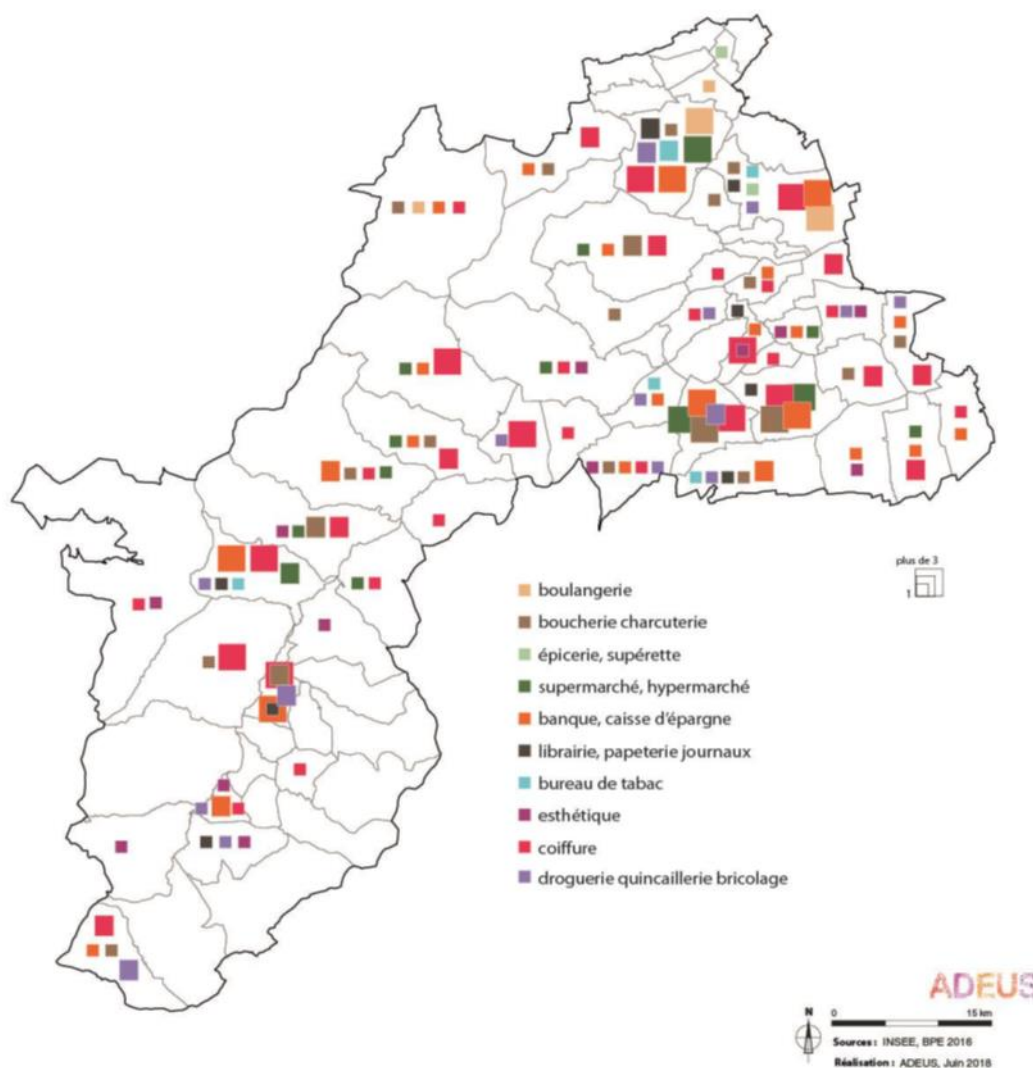 plus de 3
1
boulangerie
boucherie charcuterie
épicerie, supérette
supermarché, hypermarché
banque, caisse d'épargne
librairie, papeterie journaux
bureau de tabac
esthétique
coiffure
droguerie quincaillerie bricolage
ADEUS
N
0 15 km
Sources : INSEE, BPE 2016
Réalisation : ADEUS, Juin 2018